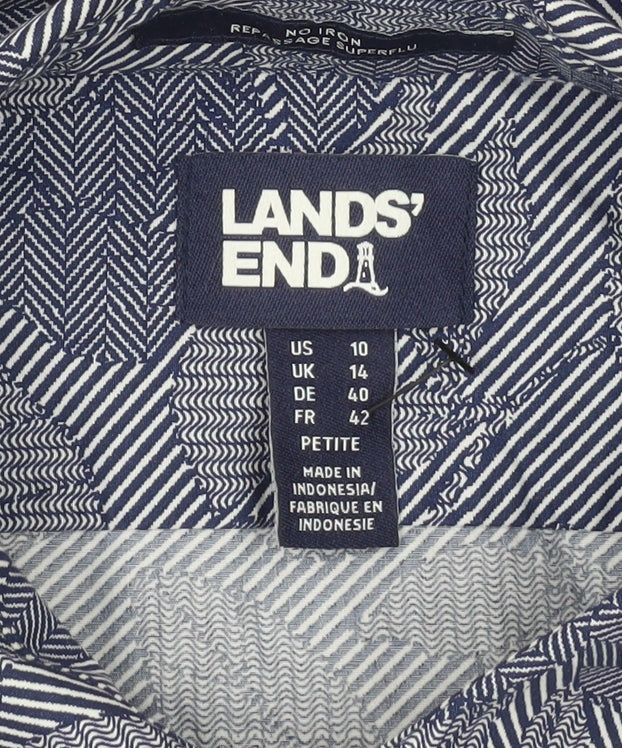 NO IRON
REPASSAGE SUPERFLU
LANDS'
END
US 10
UK 14
DE 40
FR 42
PETITE
MADE IN
INDONESIA/
FABRIQUE EN
INDONESIE